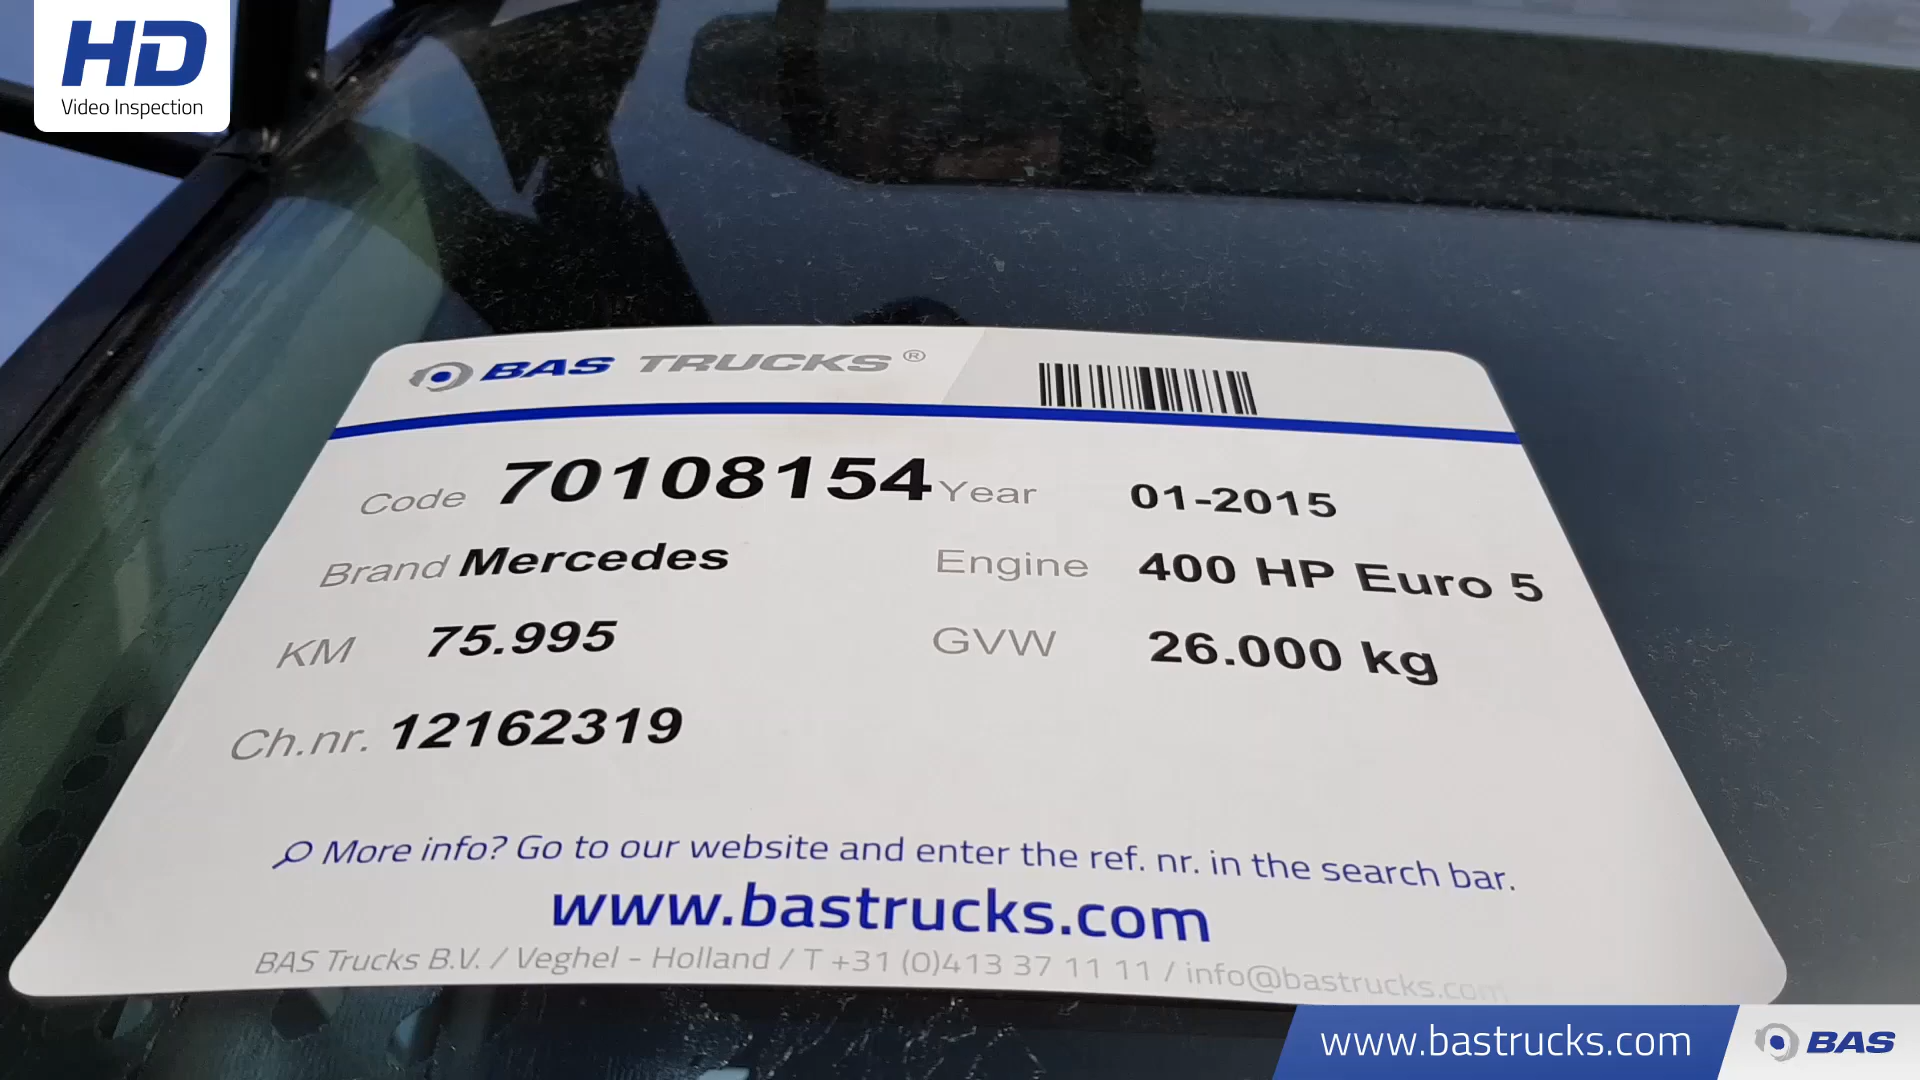 HD
Video Inspection
BAS TRUCKS®
Code 70108154 Year 01-2015
Brand Mercedes Engine 400 HP Euro 5
KM 75.995 GVW 26.000 kg
Ch.nr. 12162319
More info? Go to our website and enter the ref. nr. in the search bar.
www.bastrucks.com
BAS Trucks B.V. / Veghel - Holland / T +31 (0)413 37 11 11 / info@bastrucks.com
www.bastrucks.com
BAS